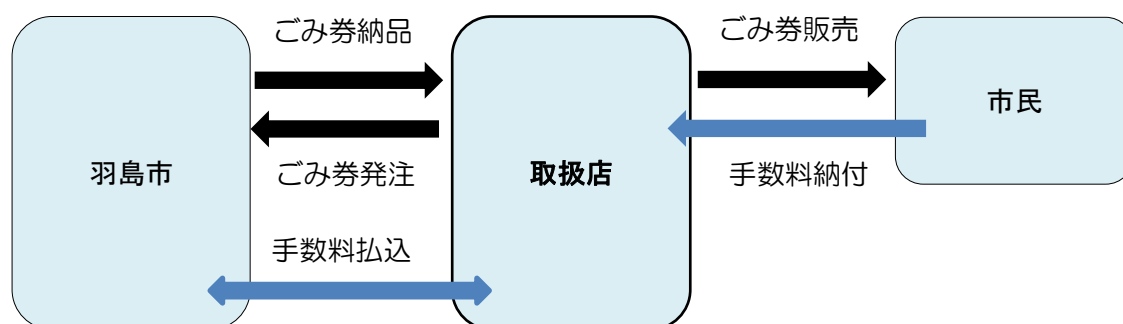 ごみ券納品
ごみ券販売
市民
羽島市
ごみ券発注
取扱店
手数料納付
手数料払込